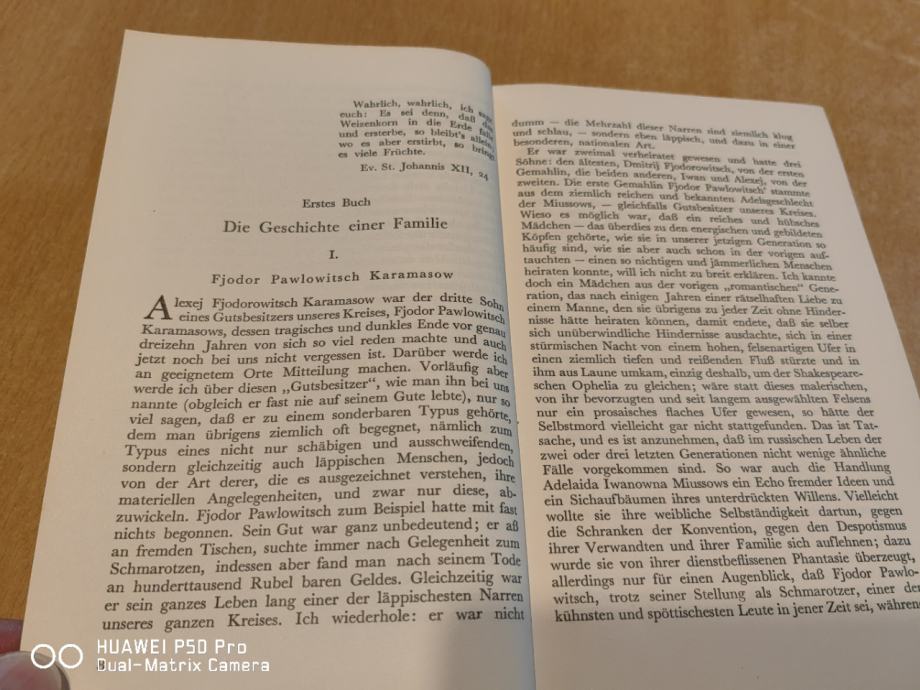 Wahrlich, wahrlich, ich sage
euch: Es sei denn, daß das
Weizenkorn in die Erde falle
und ersterbe, so bleibt's allein;
wo es aber erstirbt, so bringt
es viele Früchte.
Ev. St. Johannis XII, 24
Erstes Buch
Die Geschichte einer Familie
I.
Fjodor Pawlowitsch Karamasow
Alexej Fjodorowitsch Karamasow war der dritte Sohn
eines Gutsbesitzers unseres Kreises, Fjodor Pawlowitsch
Karamasows, dessen tragisches und dunkles Ende vor genau
dreizehn Jahren von sich so viel reden machte und auch
jetzt noch bei uns nicht vergessen ist. Darüber werde ich
an geeignetem Orte Mitteilung machen. Vorläufig aber
werde ich über diesen „Gutsbesitzer“, wie man ihn bei uns
nannte (obgleich er fast nie auf seinem Gute lebte), nur so
viel sagen, daß er zu einem sonderbaren Typus gehörte,
dem man übrigens ziemlich oft begegnet, nämlich zum
Typus eines nicht nur schäbigen und ausschweifenden,
sondern gleichzeitig auch läppischen Menschen, jedoch
von der Art derer, die es ausgezeichnet verstehen, ihre
materiellen Angelegenheiten, und zwar nur diese, ab-
zuwickeln. Fjodor Pawlowitsch zum Beispiel hatte mit fast
nichts begonnen. Sein Gut war ganz unbedeutend; er aß
an fremden Tischen, suchte immer nach Gelegenheit zum
Schmarotzen, indessen aber fand man nach seinem Tode
an hunderttausend Rubel baren Geldes. Gleichzeitig war
er sein ganzes Leben lang einer der läppischesten Narren
unseres ganzen Kreises. Ich wiederhole: er war nicht
dumm — die Mehrzahl dieser Narren sind ziemlich klug
und schlau, — sondern eben läppisch, und dazu in einer
besonderen, nationalen Art.
Er war zweimal verheiratet gewesen und hatte drei
Söhne: den ältesten, Dmitrij Fjodorowitsch, von der ersten
Gemahlin, die beiden anderen, Iwan und Alexej, von der
zweiten. Die erste Gemahlin Fjodor Pawlowitsch' stammte
aus dem ziemlich reichen und bekannten Adelsgeschlecht
der Miussows, — gleichfalls Gutsbesitzer unseres Kreises.
Wieso es möglich war, daß ein reiches und hübsches
Mädchen — das überdies zu den energischen und gebildeten
Köpfen gehörte, wie sie in unserer jetzigen Generation so
häufig sind, wie sie aber auch schon in der vorigen auf-
tauchten — einen so nichtigen und jämmerlichen Menschen
heiraten konnte, will ich nicht zu breit erklären. Ich kannte
doch ein Mädchen aus der vorigen „romantischen“ Gene-
ration, das nach einigen Jahren einer rätselhaften Liebe zu
einem Manne, den sie übrigens zu jeder Zeit ohne Hinder-
nisse hätte heiraten können, damit endete, daß sie selber
sich unüberwindliche Hindernisse ausdachte, sich in einer
stürmischen Nacht von einem hohen, felsenartigen Ufer in
einen ziemlich tiefen und reißenden Fluß stürzte und in
ihm aus Laune umkam, einzig deshalb, um der Shakespeare-
schen Ophelia zu gleichen; wäre statt dieses malerischen,
von ihr bevorzugten und seit langem ausgewählten Felsens
nur ein prosaisches flaches Ufer gewesen, so hätte der
Selbstmord vielleicht gar nicht stattgefunden. Das ist Tat-
sache, und es ist anzunehmen, daß im russischen Leben der
zwei oder drei letzten Generationen nicht wenige ähnliche
Fälle vorgekommen sind. So war auch die Handlung
Adelaida Iwanowna Miussows ein Echo fremder Ideen und
ein Sichaufbäumen ihres unterdrückten Willens. Vielleicht
wollte sie ihre weibliche Selbständigkeit dartun, gegen
die Schranken der Konvention, gegen den Despotismus
ihrer Verwandten und ihrer Familie sich auflehnen; dazu
wurde sie von ihrer dienstbeflissenen Phantasie überzeugt,
allerdings nur für einen Augenblick, daß Fjodor Pawlo-
witsch, trotz seiner Stellung als Schmarotzer, einer der
kühnsten und spöttischesten Leute in jener Zeit sei, während
HUAWEI P50 Pro
Dual-Matrix Camera